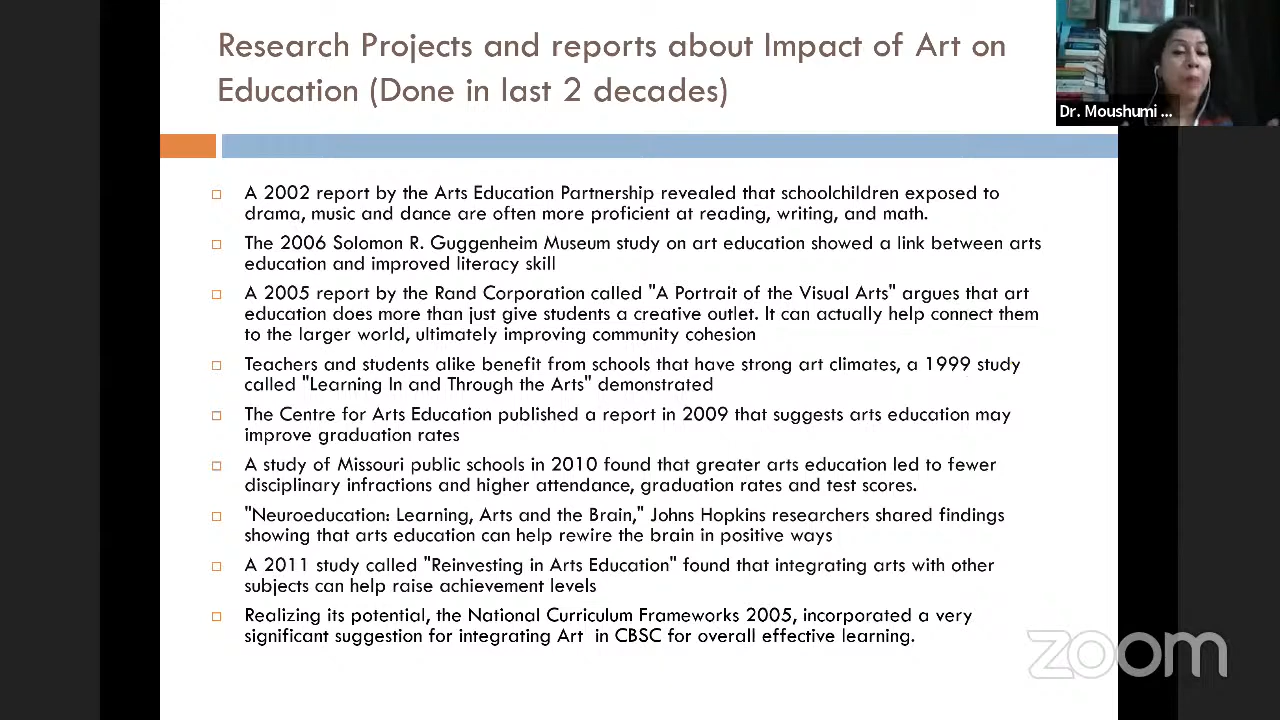 Research Projects and reports about Impact of Art on
Education (Done in last 2 decades)
Dr. Moushumi ...
A 2002 report by the Arts Education Partnership revealed that schoolchildren exposed to
drama, music and dance are often more proficient at reading, writing, and math.
The 2006 Solomon R. Guggenheim Museum study on art education showed a link between arts
education and improved literacy skill
A 2005 report by the Rand Corporation called "A Portrait of the Visual Arts" argues that art
education does more than just give students a creative outlet. It can actually help connect them
to the larger world, ultimately improving community cohesion
Teachers and students alike benefit from schools that have strong art climates, a 1999 study
called "Learning In and Through the Arts" demonstrated
The Centre for Arts Education published a report in 2009 that suggests arts education may
improve graduation rates
A study of Missouri public schools in 2010 found that greater arts education led to fewer
disciplinary infractions and higher attendance, graduation rates and test scores.
"Neuroeducation: Learning, Arts and the Brain," Johns Hopkins researchers shared findings
showing that arts education can help rewire the brain in positive ways
A 2011 study called "Reinvesting in Arts Education" found that integrating arts with other
subjects can help raise achievement levels
Realizing its potential, the National Curriculum Frameworks 2005, incorporated a very
significant suggestion for integrating Art in CBSC for overall effective learning.
zoom